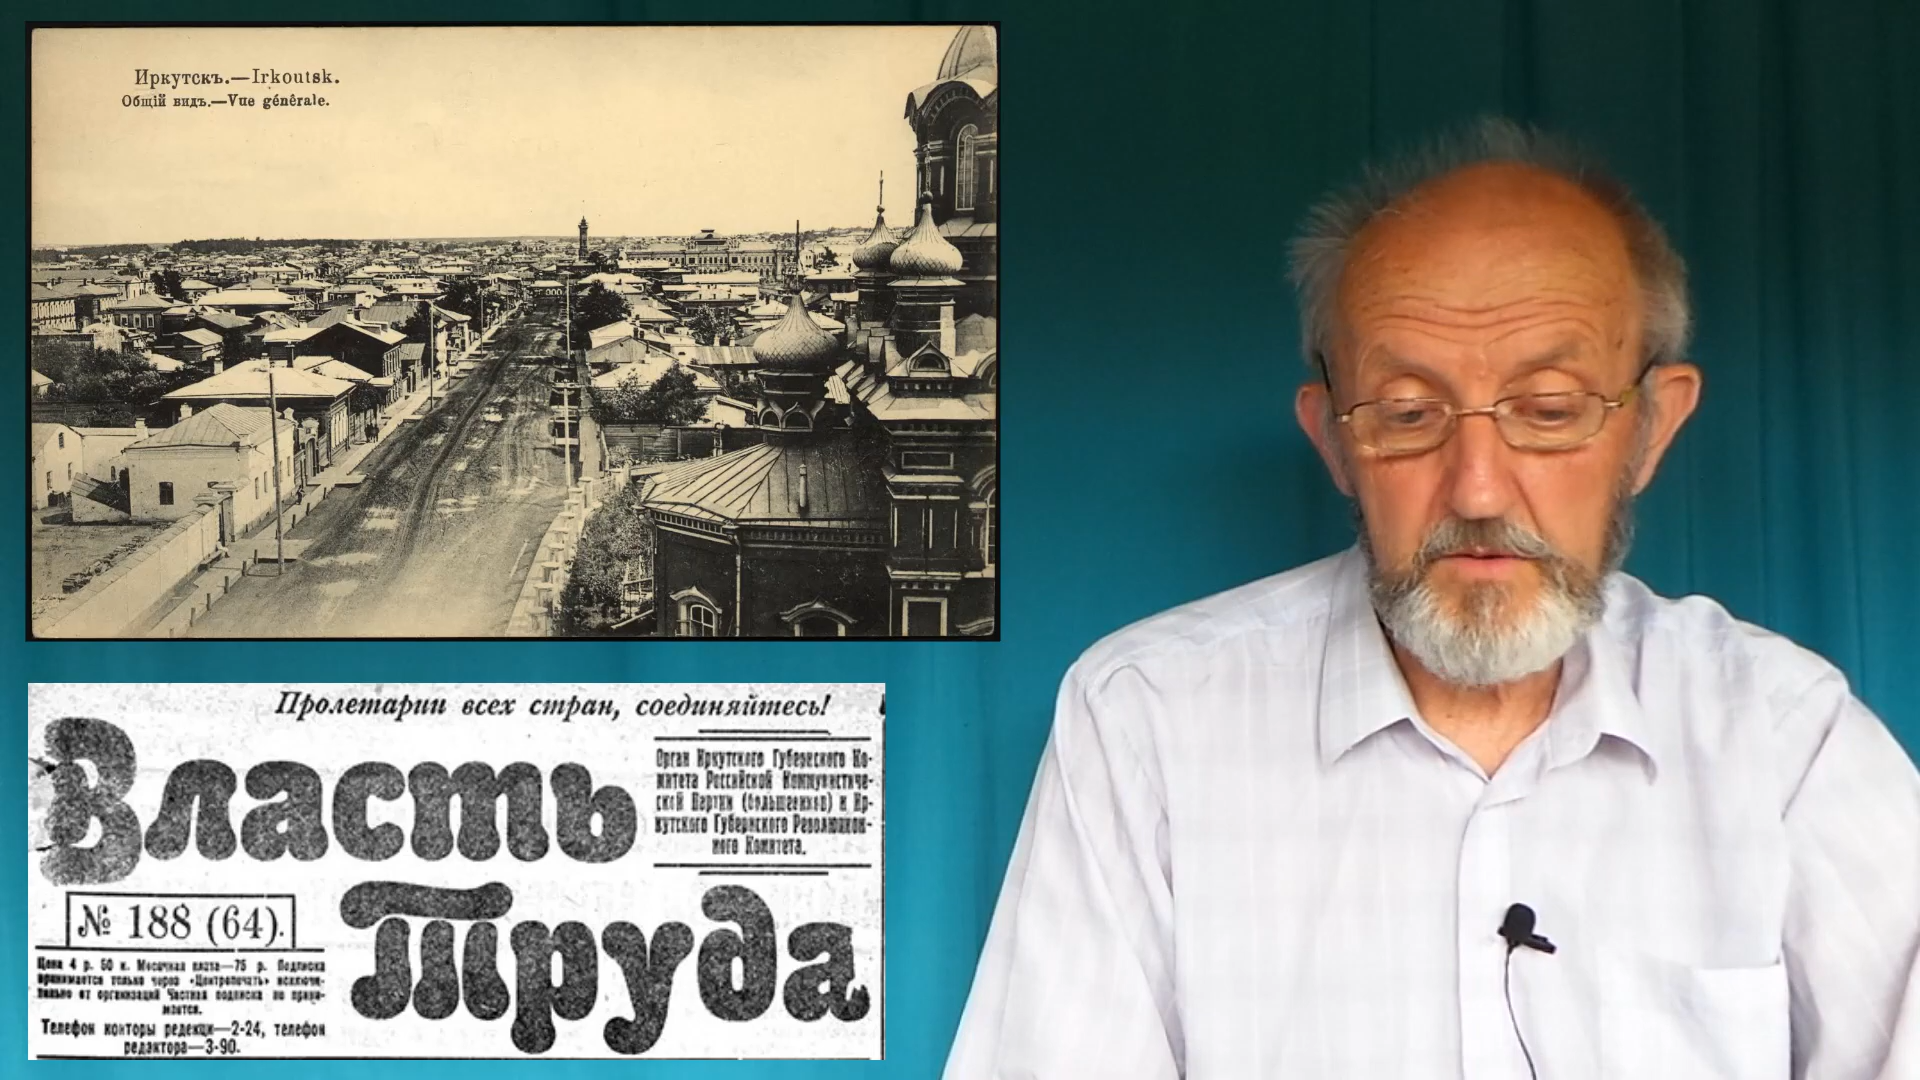 Иркутскъ.—Irkoutsk.
Общій видъ.—Vue générale.
Пролетарии всех стран, соединяйтесь!
Власть
Труда
Орган Иркутского Губернского Ко-
митета Российской Коммунистиче-
ской Партии (большевиков) и Ир-
кутского Губернского Революцион-
ного Комитета.
№ 188 (64).
Цена 4 р. 50 к. Месячная плата—75 р. Подписка
принимается только через «Центропечать» исключи-
тельно от организаций Частная подписка не прини-
мается.
Телефон конторы редекци—2-24, телефон
редактора—3-90.